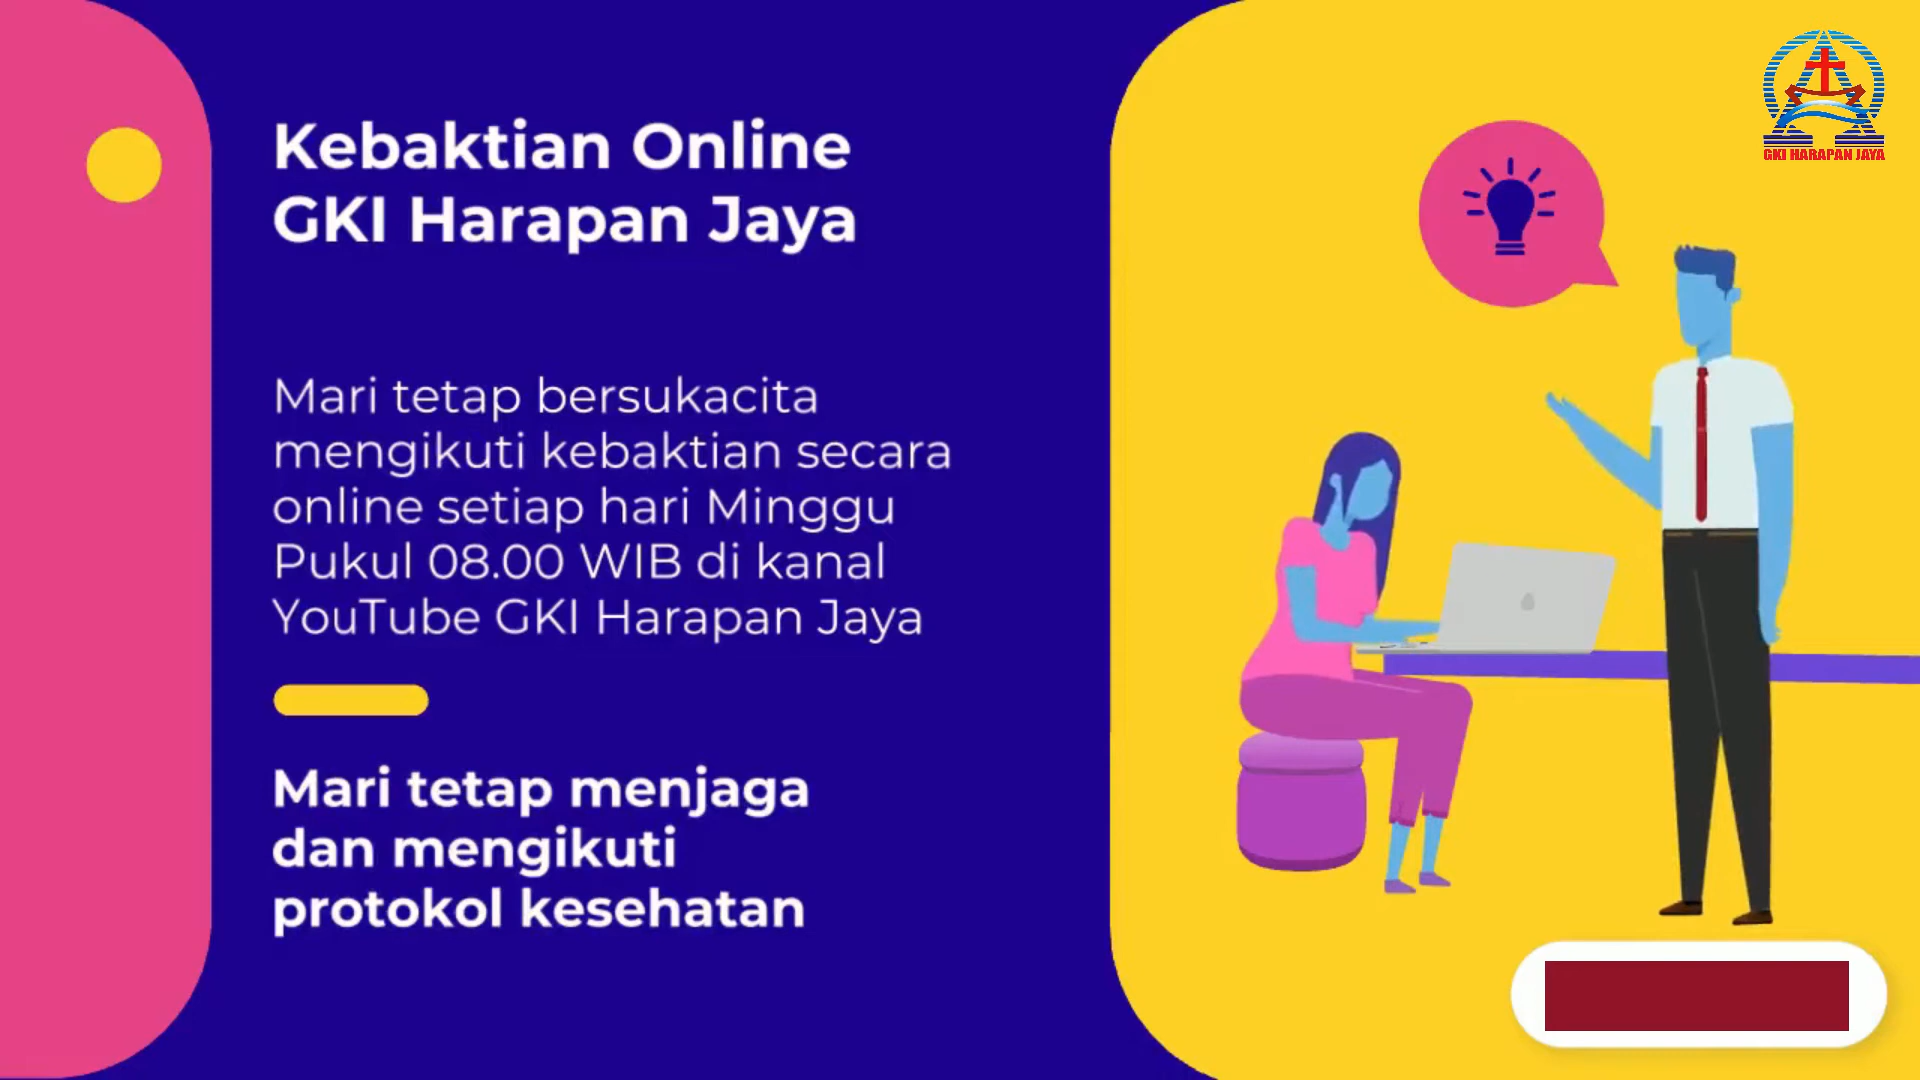 Kebaktian Online
GKI Harapan Jaya
Mari tetap bersukacita
mengikuti kebaktian secara
online setiap hari Minggu
Pukul 08.00 WIB di kanal
YouTube GKI Harapan Jaya
Mari tetap menjaga
dan mengikuti
protokol kesehatan
GKI HARAPAN JAYA